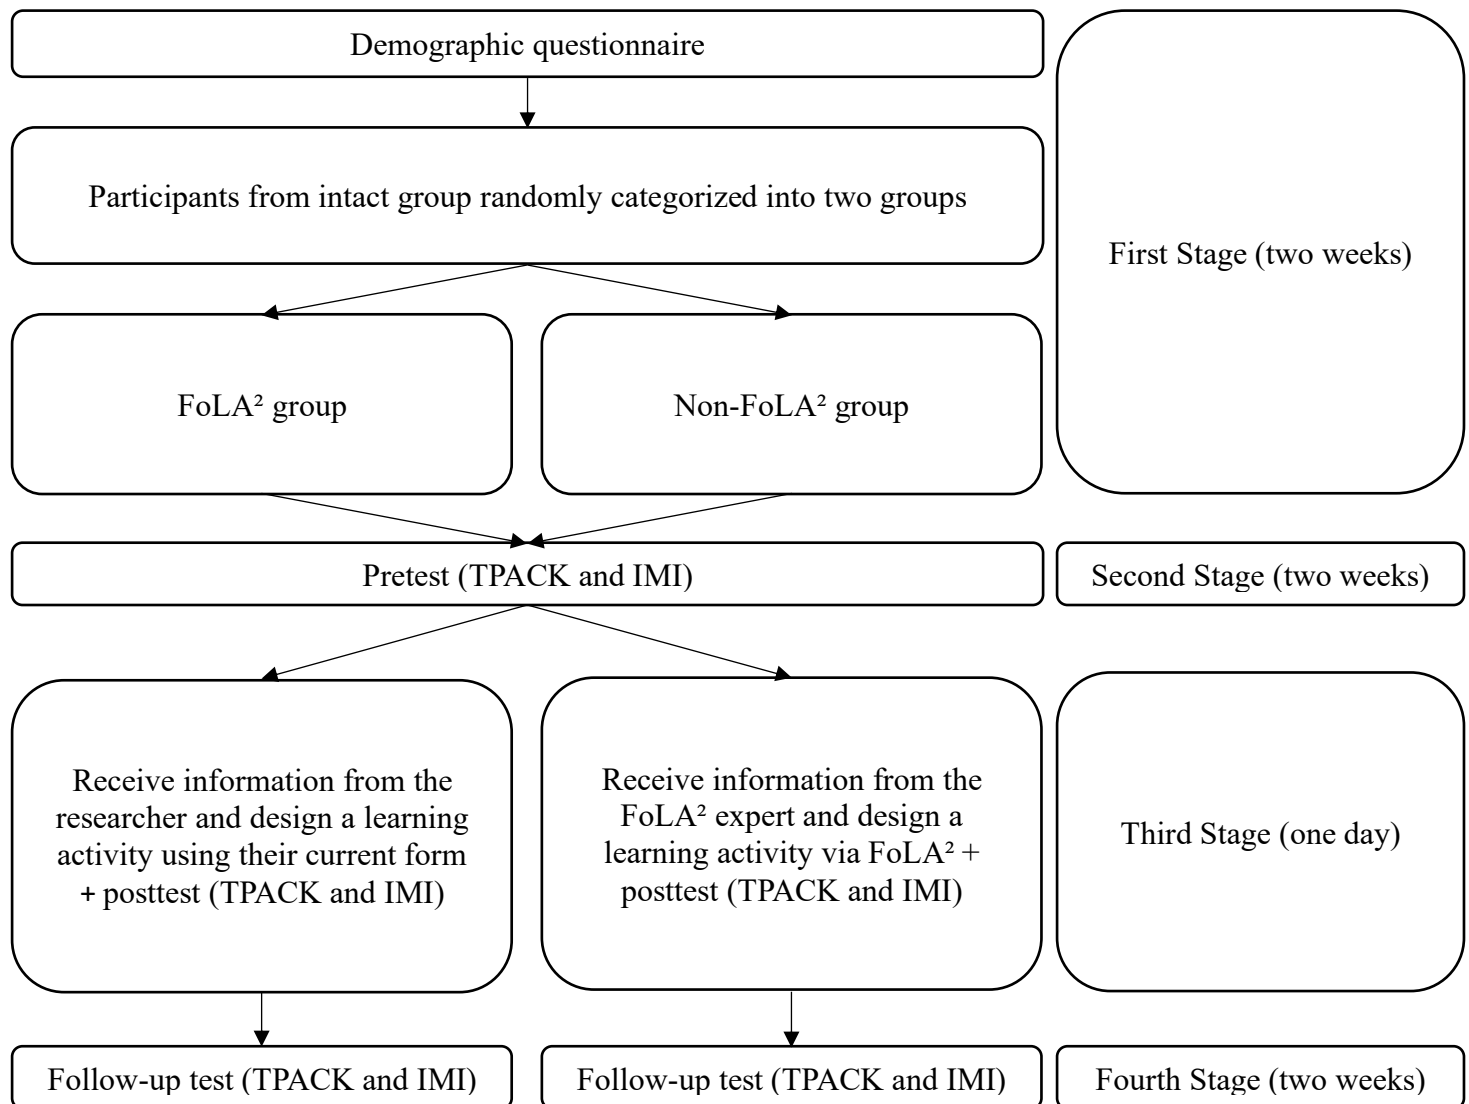 Demographic questionnaire
Participants from intact group randomly categorized into two groups
First Stage (two weeks)
FoLA² group
Non-FoLA² group
Pretest (TPACK and IMI)
Second Stage (two weeks)
Receive information from the
researcher and design a learning
activity using their current form
+ posttest (TPACK and IMI)
Receive information from the
FoLA² expert and design a
learning activity via FoLA² +
posttest (TPACK and IMI)
Third Stage (one day)
Follow-up test (TPACK and IMI)
Follow-up test (TPACK and IMI)
Fourth Stage (two weeks)